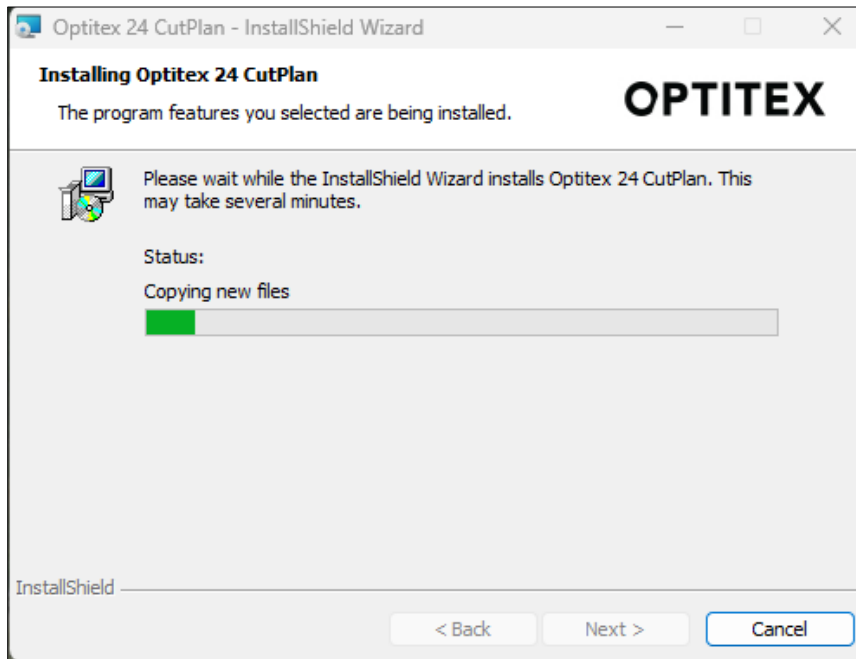 Optitex 24 CutPlan - InstallShield Wizard
Installing Optitex 24 CutPlan
The program features you selected are being installed.
OPTITEX
Please wait while the InstallShield Wizard installs Optitex 24 CutPlan. This
may take several minutes.
Status:
Copying new files
InstallShield
< Back
Next >
Cancel